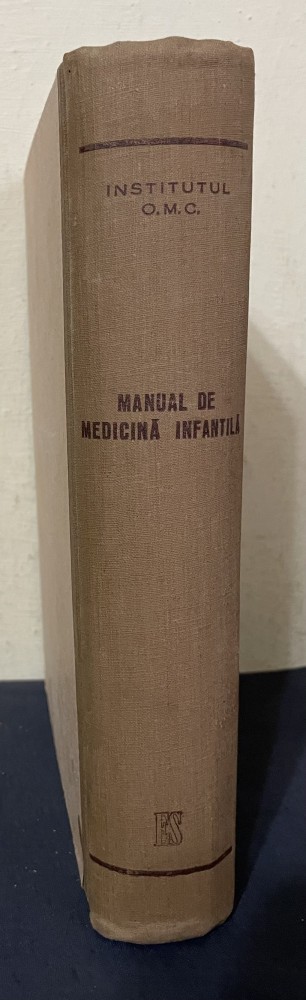 INSTITUTUL
O.M.C.
MANUAL DE
MEDICINĂ INFANTILĂ
ES